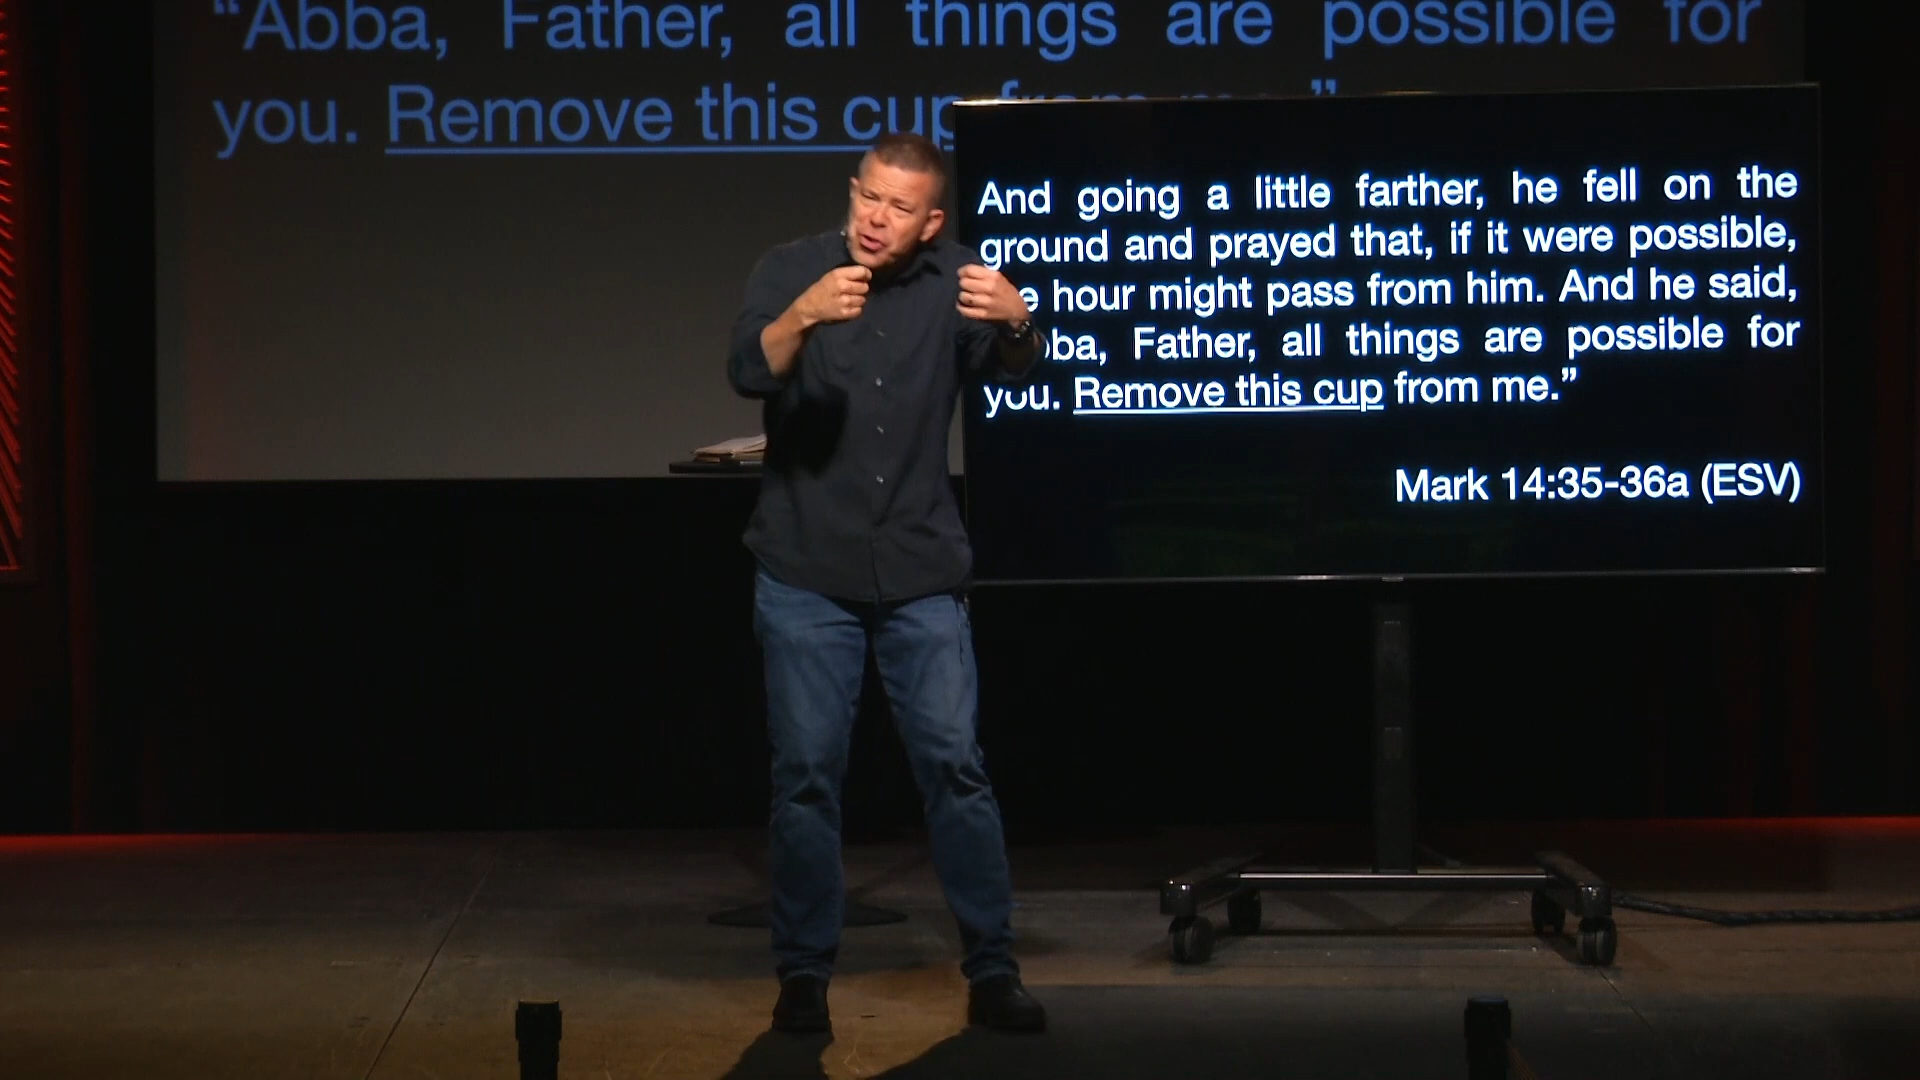 “Abba, Father, all things are possible for
you. Remove this cup
And going a little farther, he fell on the
ground and prayed that, if it were possible,
hour might pass from him. And he said,
Father, all things are possible for
you. Remove this cup from me.”
Mark 14:35-36a (ESV)